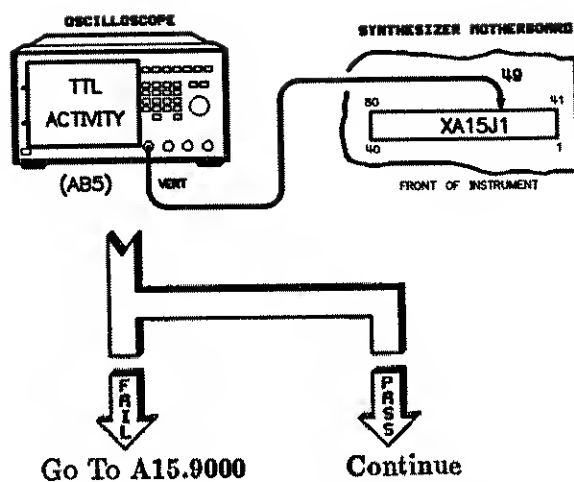 OSCILLOSCOPE
SYNTHESIZER MOTHERBOARD
TTL
ACTIVITY
49
80
41
XA15J1
40
1
(AB5)
VERT
FRONT OF INSTRUMENT
FAIL
PASS
Go To A15.9000
Continue